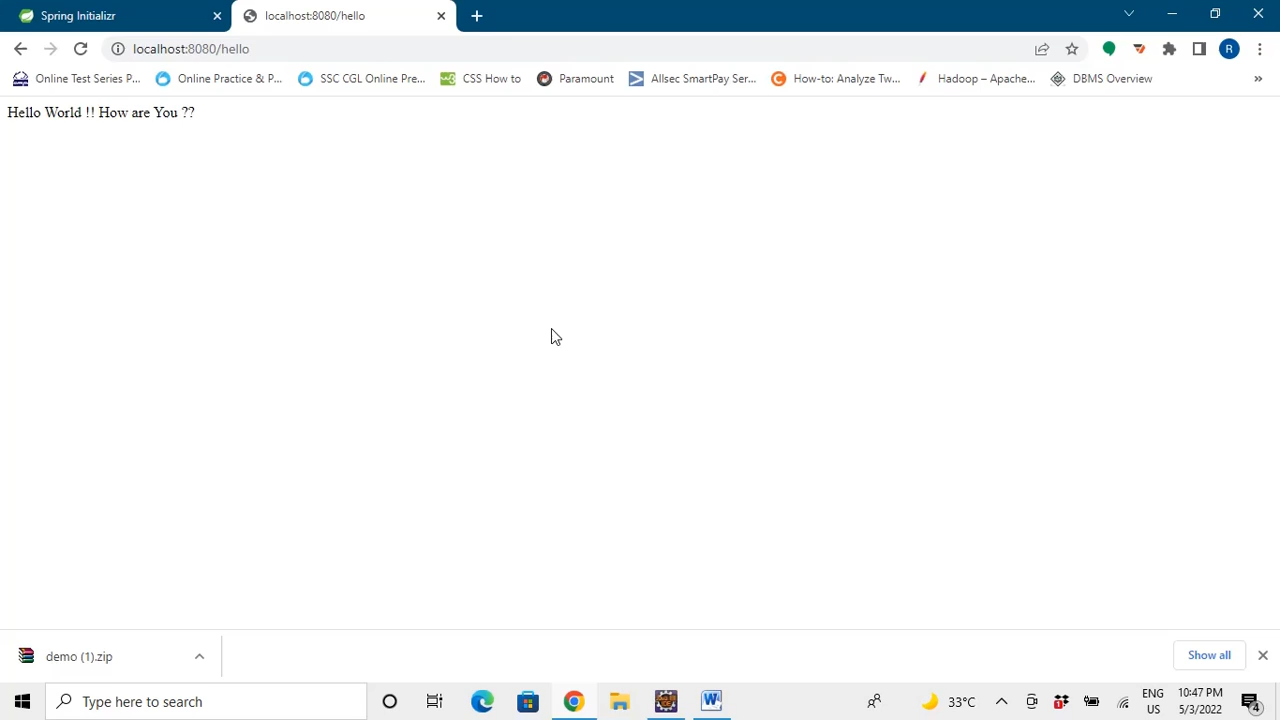 Spring Initializr
localhost:8080/hello
localhost:8080/hello
R
Online Test Series P...
Online Practice & P...
SSC CGL Online Pre...
CSS How to
Paramount
Allsec SmartPay Ser...
How-to: Analyze Tw...
Hadoop – Apache...
DBMS Overview
Hello World !! How are You ??
demo (1).zip
Show all
Type here to search
33°C
ENG
US
10:47 PM
5/3/2022
4